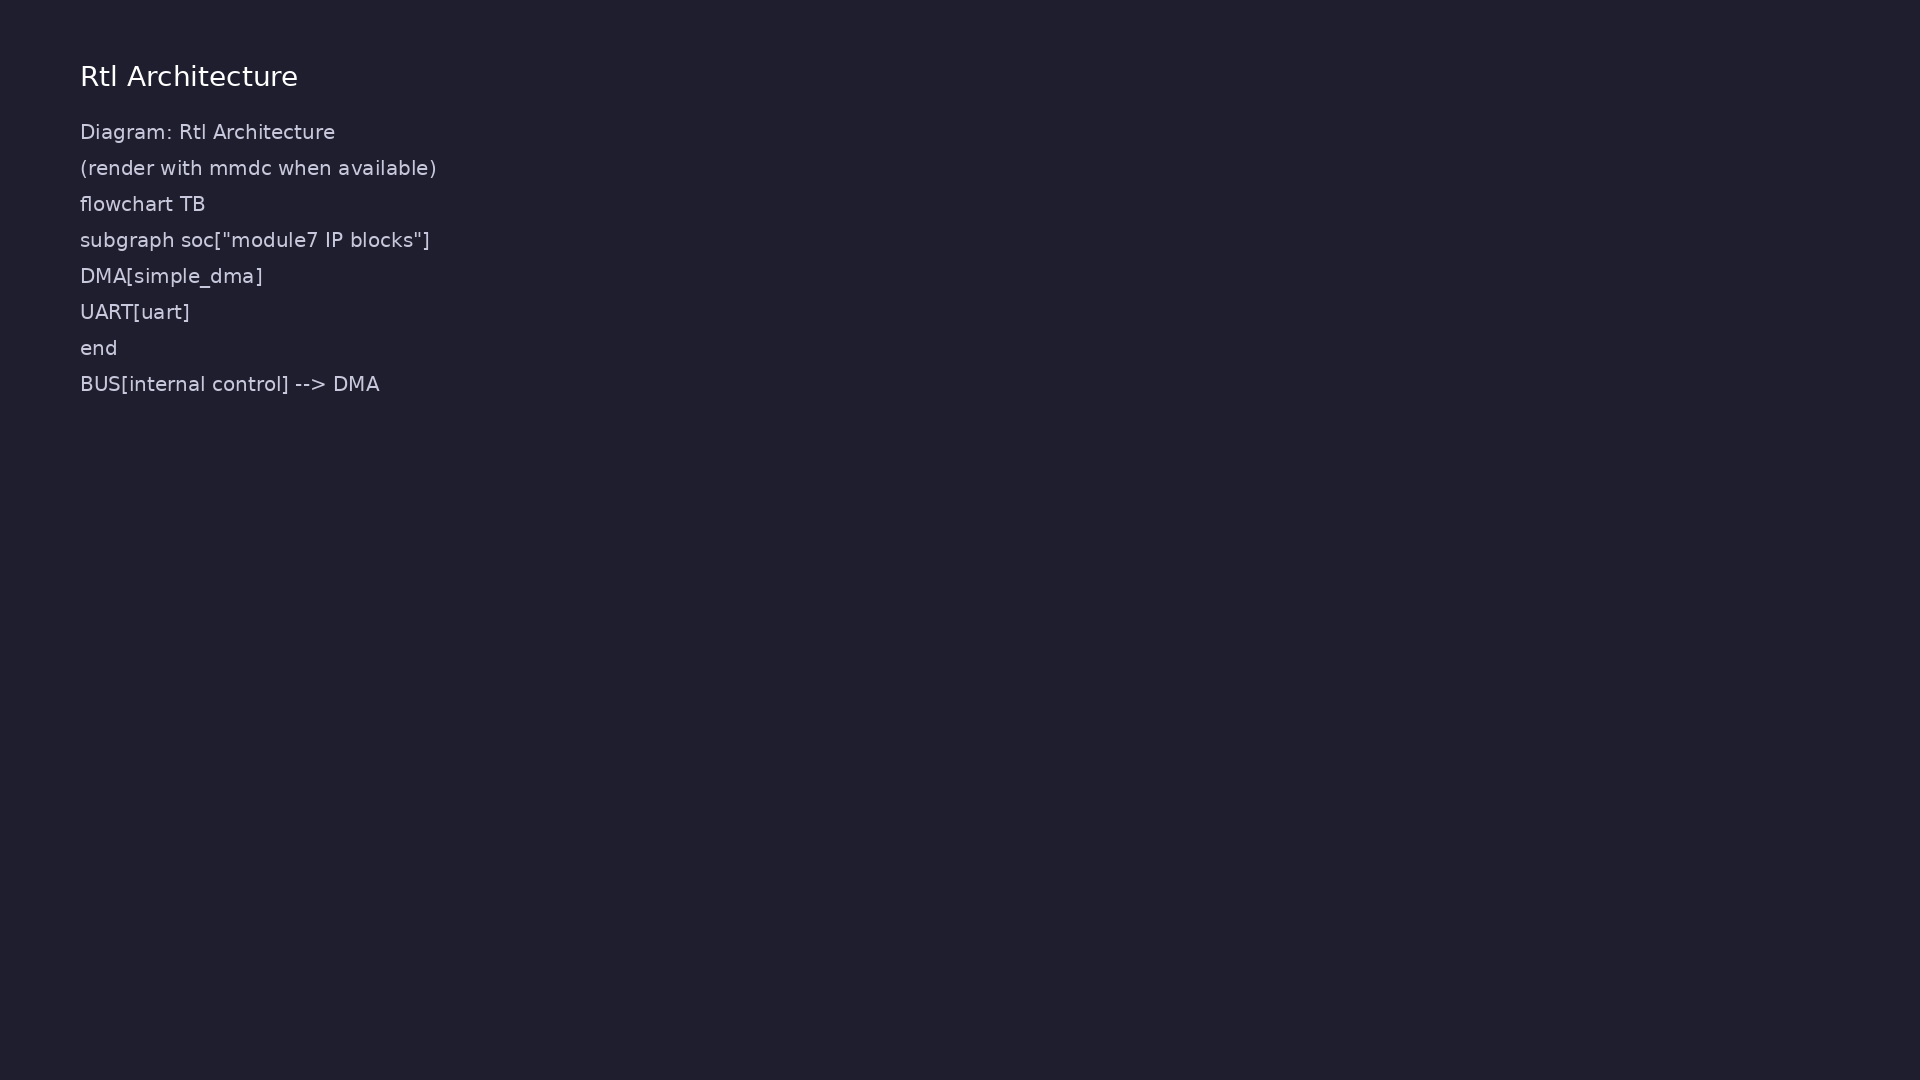 Rtl Architecture
Diagram: Rtl Architecture
(render with mmdc when available)
flowchart TB
subgraph soc["module7 IP blocks"]
DMA[simple_dma]
UART[uart]
end
BUS[internal control] --> DMA